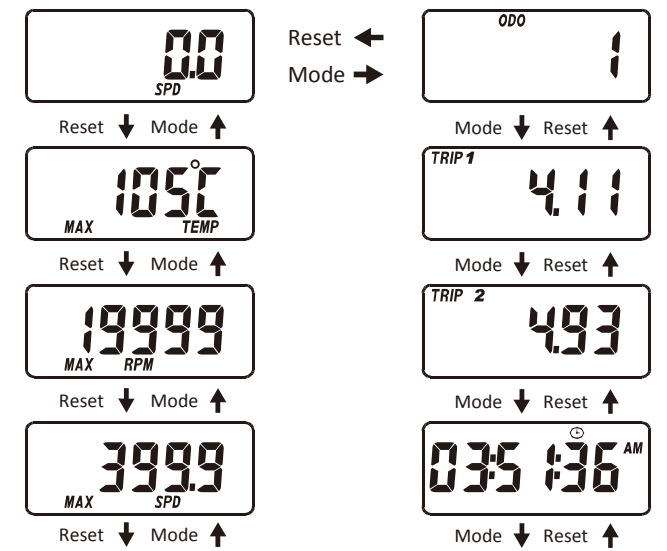 0.0
SPD
Reset Mode
105°C
MAX TEMP
Reset Mode
19999
MAX RPM
Reset Mode
399.9
MAX SPD
Reset Mode
Reset
Mode
ODO
1
Mode Reset
TRIP 1
4.11
Mode Reset
TRIP 2
4.93
Mode Reset
03:51:36 AM
Mode Reset